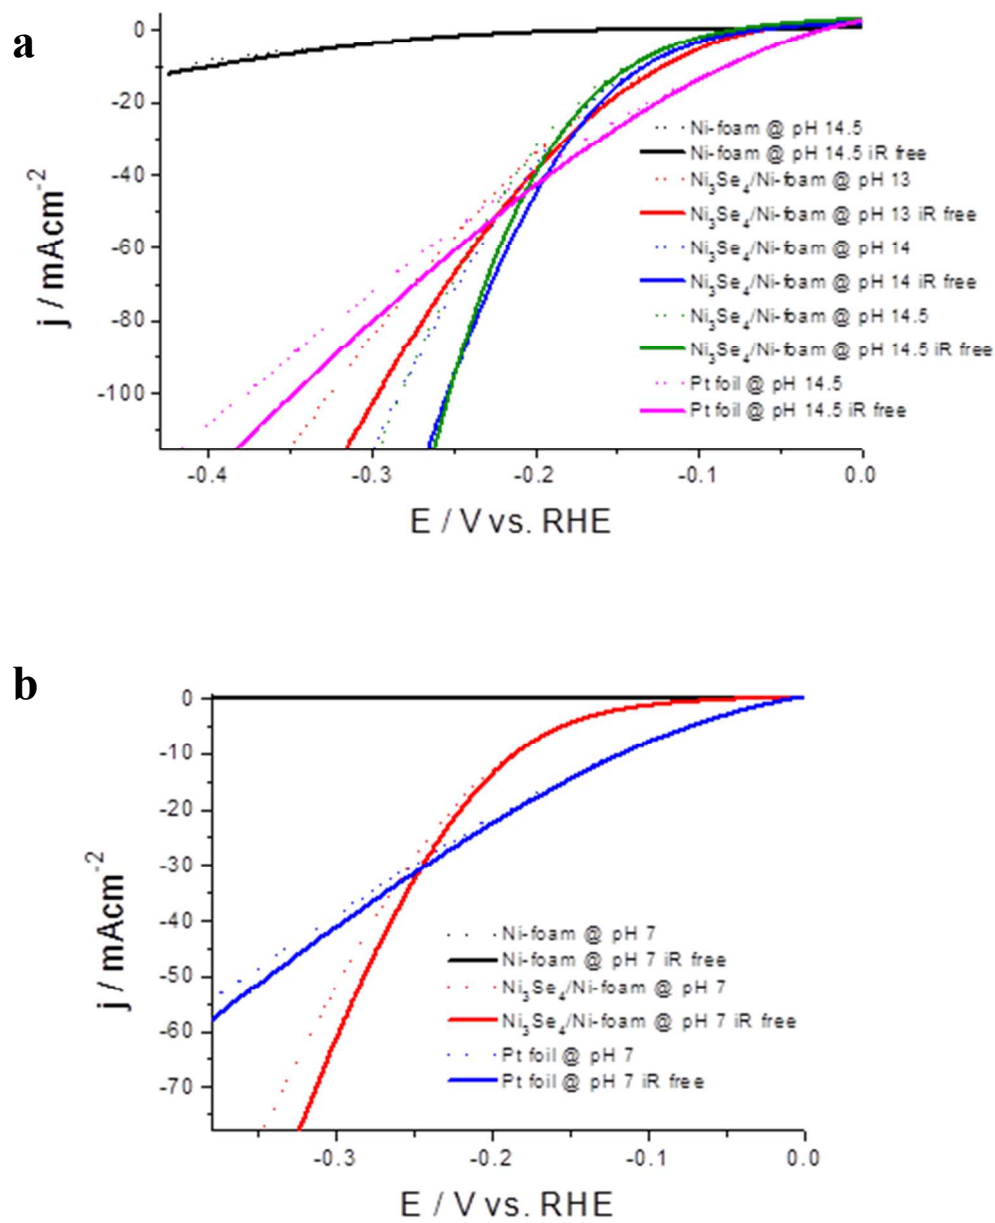 a
0
-20
-40
-60
-80
-100
j / mAcm⁻²
Ni-foam @ pH 14.5
Ni-foam @ pH 14.5 iR free
Ni₃Se₄/Ni-foam @ pH 13
Ni₃Se₄/Ni-foam @ pH 13 iR free
Ni₃Se₄/Ni-foam @ pH 14
Ni₃Se₄/Ni-foam @ pH 14 iR free
Ni₃Se₄/Ni-foam @ pH 14.5
Ni₃Se₄/Ni-foam @ pH 14.5 iR free
Pt foil @ pH 14.5
Pt foil @ pH 14.5 iR free
-0.4 -0.3 -0.2 -0.1 0.0
E / V vs. RHE
b
0
-10
-20
-30
-40
-50
-60
-70
j / mAcm⁻²
Ni-foam @ pH 7
Ni-foam @ pH 7 iR free
Ni₃Se₄/Ni-foam @ pH 7
Ni₃Se₄/Ni-foam @ pH 7 iR free
Pt foil @ pH 7
Pt foil @ pH 7 iR free
-0.3 -0.2 -0.1 0.0
E / V vs. RHE